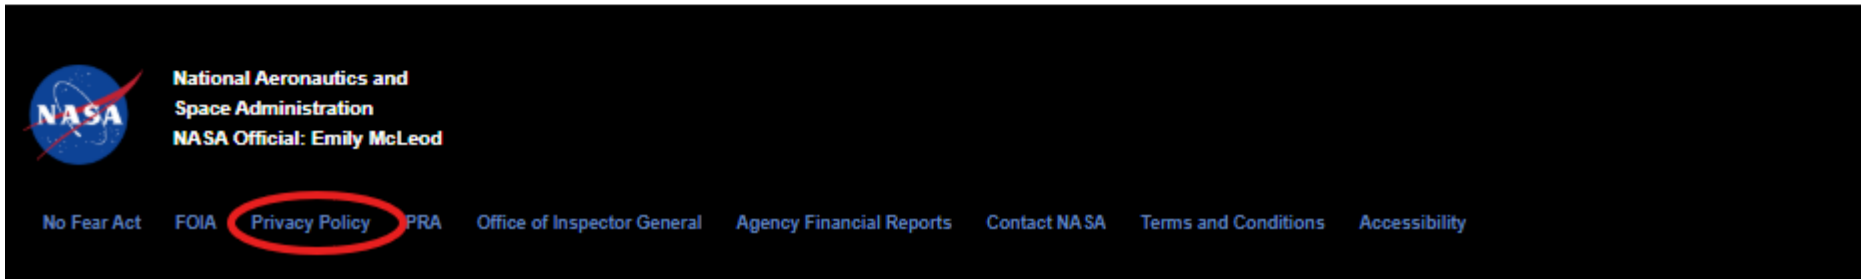 NASA
National Aeronautics and
Space Administration
NASA Official: Emily McLeod
No Fear Act FOIA Privacy Policy PRA Office of Inspector General Agency Financial Reports Contact NASA Terms and Conditions Accessibility